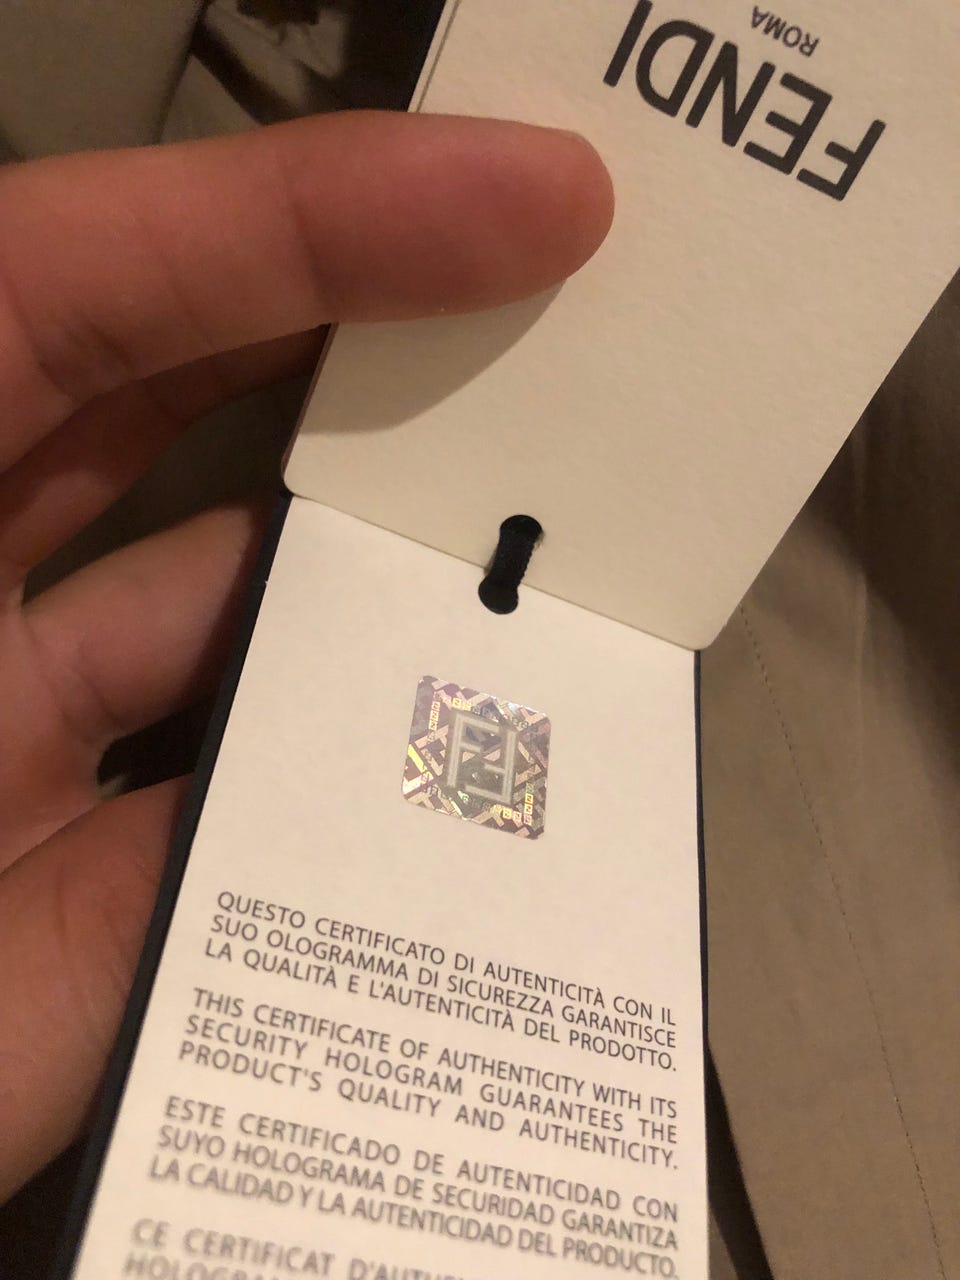 FENDI
ROMA
QUESTO CERTIFICATO DI AUTENTICITÀ CON IL
SUO OLOGRAMMA DI SICUREZZA GARANTISCE
LA QUALITÀ E L'AUTENTICITÀ DEL PRODOTTO.
THIS CERTIFICATE OF AUTHENTICITY WITH ITS
SECURITY HOLOGRAM GUARANTEES THE
PRODUCT'S QUALITY AND AUTHENTICITY.
ESTE CERTIFICADO DE AUTENTICIDAD CON
SUYO HOLOGRAMA DE SECURIDAD GARANTIZA
LA CALIDAD Y LA AUTENTICIDAD DEL PRODUCTO.
CE CERTIFICAT